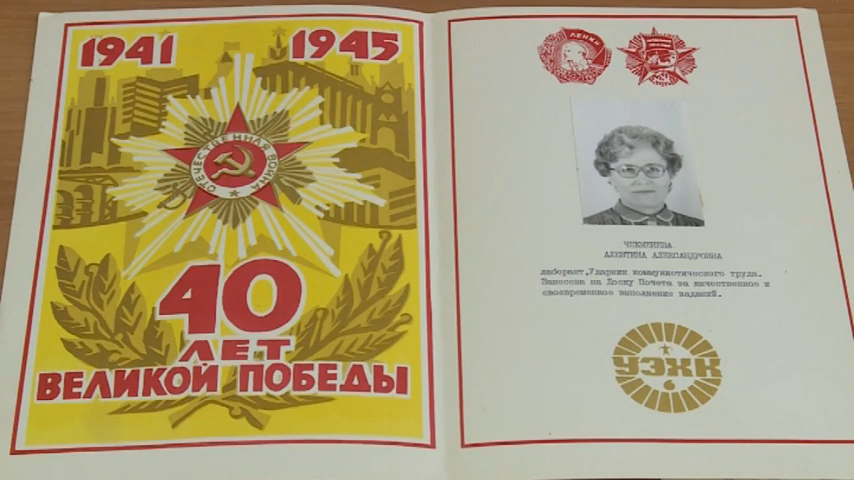 1941 1945
ОТЕЧЕСТВЕННАЯ ВОЙНА
40
ЛЕТ
ВЕЛИКОЙ ПОБЕДЫ
ЛЕНИН
АЛЕВТИНА АЛЕКСАНДРОВНА
лаборант, Ударник коммунистического труда.
Занесена на Доску Почета за качественное и
своевременное выполнение заданий.
УЭХК
6